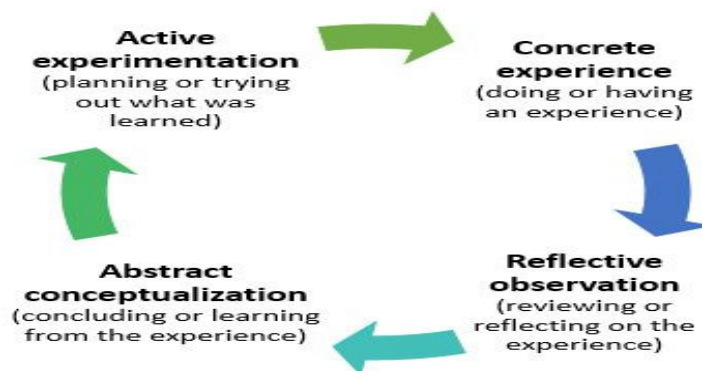 Active
experimentation
(planning or trying
out what was
learned)
Concrete
experience
(doing or having
an experience)
Reflective
observation
(reviewing or
reflecting on the
experience)
Abstract
conceptualization
(concluding or learning
from the experience)